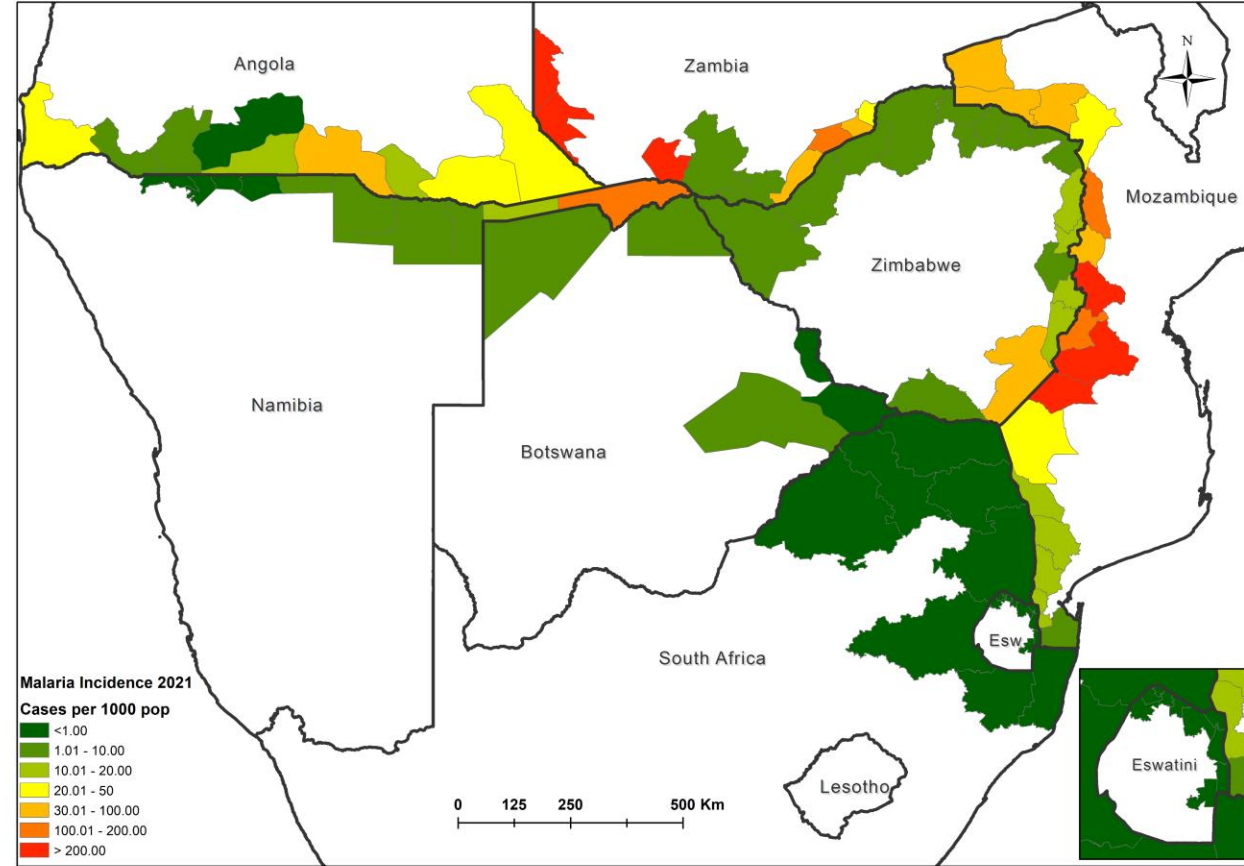 Angola
Zambia
N
Mozambique
Zimbabwe
Namibia
Botswana
Esw.
South Africa
Malaria Incidence 2021
Cases per 1000 pop
<1.00
1.01 - 10.00
10.01 - 20.00
20.01 - 50
30.01 - 100.00
100.01 - 200.00
> 200.00
0 125 250 500 Km
Lesotho
Eswatini